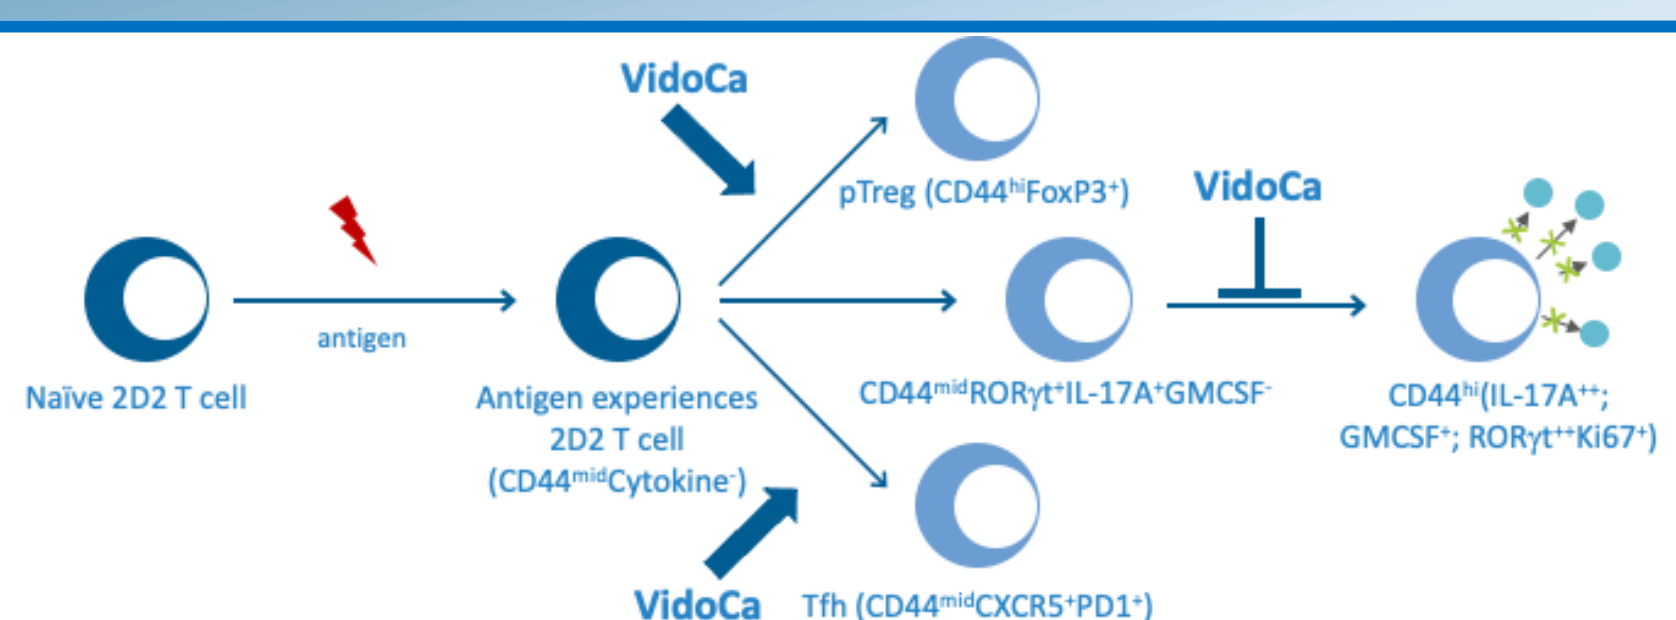 VidoCa
pTreg (CD44ʰⁱFoxP3⁺)
VidoCa
antigen
Naïve 2D2 T cell
Antigen experiences
2D2 T cell
(CD44ᵐⁱᵈCytokine⁻)
CD44ᵐⁱᵈRORγt⁺IL-17A⁺GMCSF⁻
CD44ʰⁱ(IL-17A⁺⁺;
GMCSF⁺; RORγt⁺⁺Ki67⁺)
VidoCa
Tfh (CD44ᵐⁱᵈCXCR5⁺PD1⁺)